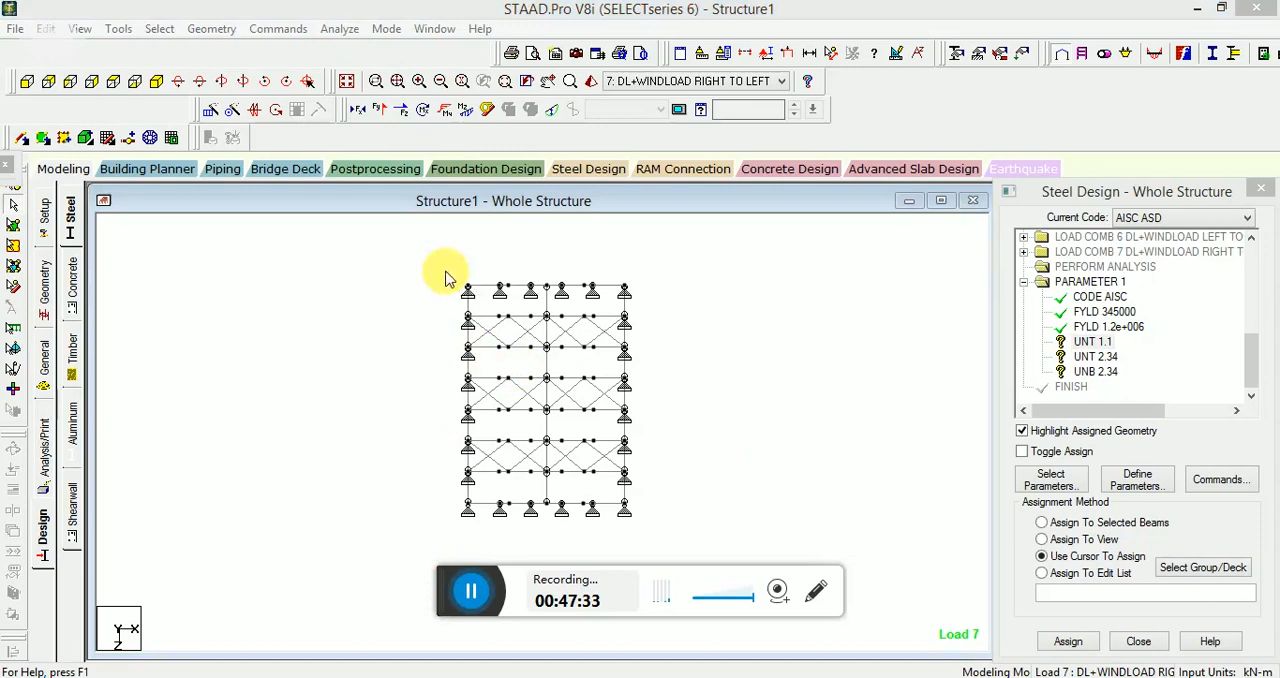 STAAD.Pro V8i (SELECTseries 6) - Structure1
File Edit View Tools Select Geometry Commands Analyze Mode Window Help
7: DL+WINDLOAD RIGHT TO LEFT
Modeling Building Planner Piping Bridge Deck Postprocessing Foundation Design Steel Design RAM Connection Concrete Design Advanced Slab Design Earthquake
Setup
Geometry
General
Analysis/Print
Design
Steel
Concrete
Timber
Aluminum
Shearwall
Structure1 - Whole Structure
Load 7
Y X
Z
Recording...
00:47:33
Steel Design - Whole Structure
Current Code: AISC ASD
LOAD COMB 6 DL+WINDLOAD LEFT TO
LOAD COMB 7 DL+WINDLOAD RIGHT T
PERFORM ANALYSIS
PARAMETER 1
CODE AISC
FYLD 345000
FYLD 1.2e+006
UNT 1.1
UNT 2.34
UNB 2.34
FINISH
Highlight Assigned Geometry
Toggle Assign
Select Parameters..
Define Parameters..
Commands...
Assignment Method
Assign To Selected Beams
Assign To View
Use Cursor To Assign
Select Group/Deck
Assign To Edit List
Assign Close Help
For Help, press F1
Modeling Mo Load 7 : DL+WINDLOAD RIG Input Units: kN-m